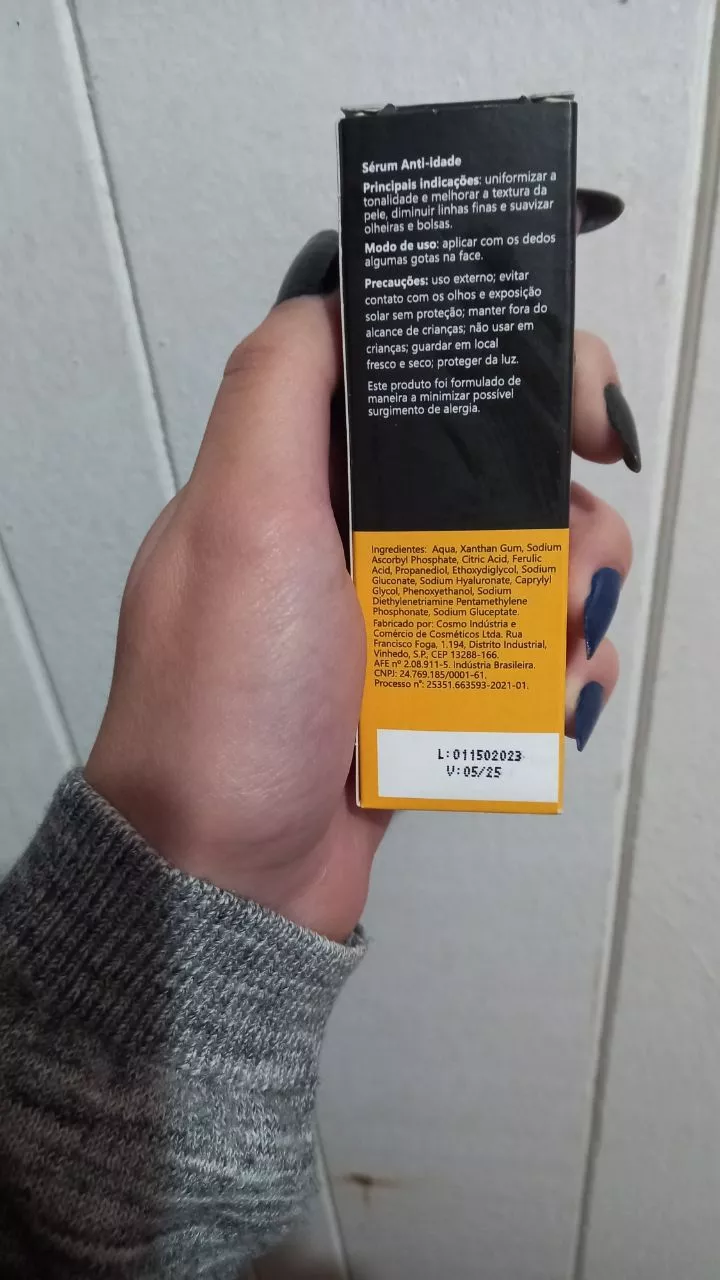 Sérum Anti-idade
Principais indicações: uniformizar a
tonalidade e melhorar a textura da
pele, diminuir linhas finas e suavizar
olheiras e bolsas.
Modo de uso: aplicar com os dedos
algumas gotas na face.
Precauções: uso externo; evitar
contato com os olhos e exposição
solar sem proteção; manter fora do
alcance de crianças; não usar em
crianças; guardar em local
fresco e seco; proteger da luz.
Este produto foi formulado de
maneira a minimizar possível
surgimento de alergia.
Ingredientes: Aqua, Xanthan Gum, Sodium
Ascorbyl Phosphate, Citric Acid, Ferulic
Acid, Propanediol, Ethoxydiglycol, Sodium
Gluconate, Sodium Hyaluronate, Caprylyl
Glycol, Phenoxyethanol, Sodium
Diethylenetriamine Pentamethylene
Phosphonate, Sodium Gluceptate.
Fabricado por: Cosmo Indústria e
Comércio de Cosméticos Ltda. Rua
Francisco Foga, 1.194, Distrito Industrial,
Vinhedo, S.P., CEP 13288-166.
AFE nº 2.08.911-5. Indústria Brasileira.
CNPJ: 24.769.185/0001-61.
Processo n°: 25351.663593-2021-01.
L:011502023
V:05/25